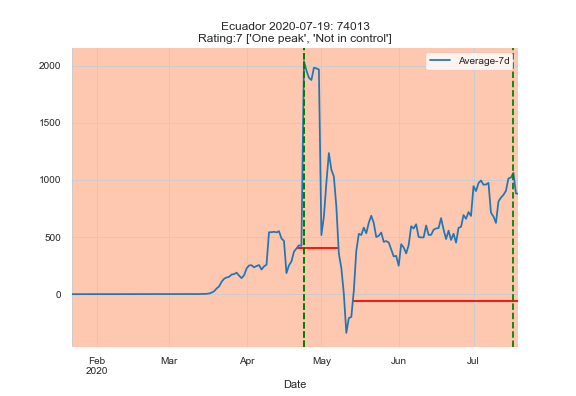 Ecuador 2020-07-19: 74013
Rating:7 ['One peak', 'Not in control']
Average-7d
2000
1500
1000
500
0
Feb
2020
Mar
Apr
May
Jun
Jul
Date